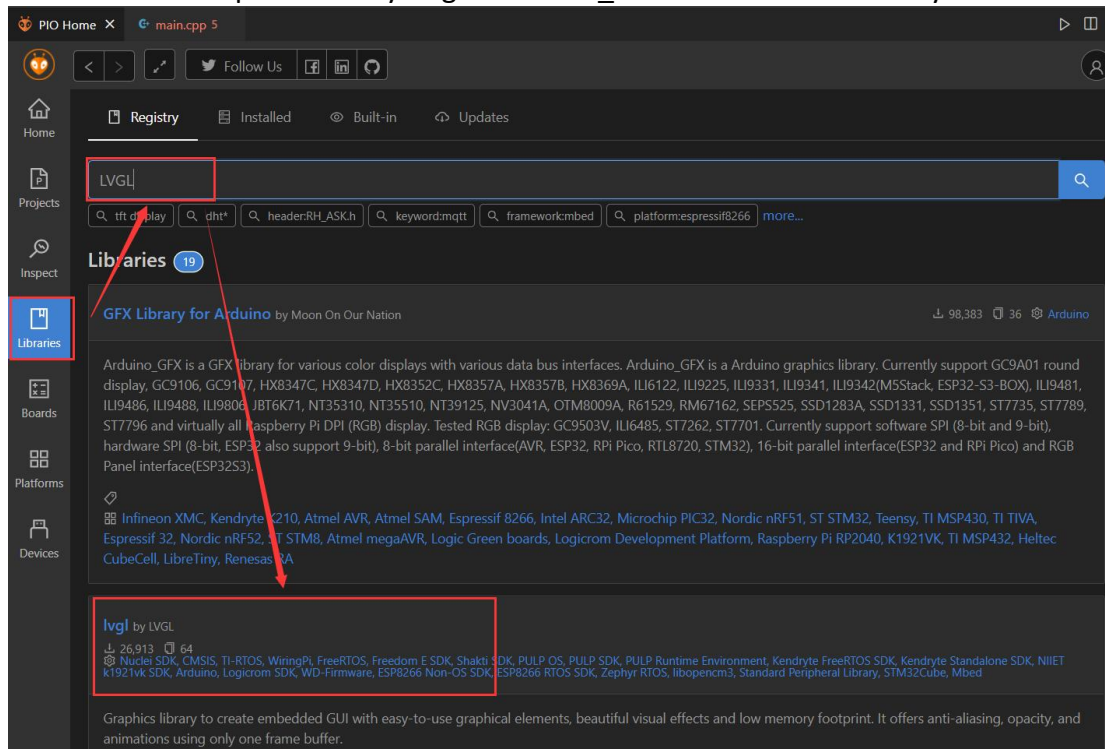 PIO Home
main.cpp 5
Follow Us
Registry
Installed
Built-in
Updates
Home
Projects
Inspect
Libraries
Boards
Platforms
Devices
LVGL
tft display
dht*
header:RH_ASK.h
keyword:mqtt
framework:mbed
platform:espressif8266
more...
Libraries 19
GFX Library for Arduino by Moon On Our Nation
98,383 36 Arduino
Arduino_GFX is a GFX library for various color displays with various data bus interfaces. Arduino_GFX is a Arduino graphics library. Currently support GC9A01 round
display, GC9106, GC9107, HX8347C, HX8347D, HX8352C, HX8357A, HX8357B, HX8369A, ILI6122, ILI9225, ILI9331, ILI9341, ILI9342(M5Stack, ESP32-S3-BOX), ILI9481,
ILI9486, ILI9488, ILI9806, JBT6K71, NT35310, NT35510, NT39125, NV3041A, OTM8009A, R61529, RM67162, SEPS525, SSD1283A, SSD1331, SSD1351, ST7735, ST7789,
ST7796 and virtually all Raspberry Pi DPI (RGB) display. Tested RGB display: GC9503V, ILI6485, ST7262, ST7701. Currently support software SPI (8-bit and 9-bit),
hardware SPI (8-bit, ESP32 also support 9-bit), 8-bit parallel interface(AVR, ESP32, RPi Pico, RTL8720, STM32), 16-bit parallel interface(ESP32 and RPi Pico) and RGB
Panel interface(ESP32S3).
Infineon XMC, Kendryte K210, Atmel AVR, Atmel SAM, Espressif 8266, Intel ARC32, Microchip PIC32, Nordic nRF51, ST STM32, Teensy, TI MSP430, TI TIVA,
Espressif 32, Nordic nRF52, ST STM8, Atmel megaAVR, Logic Green boards, Logicrom Development Platform, Raspberry Pi RP2040, K1921VK, TI MSP432, Heltec
CubeCell, LibreTiny, Renesas RA
lvgl by LVGL
26,913 64
Nuclei SDK, CMSIS, TI-RTOS, WiringPi, FreeRTOS, Freedom E SDK, Shakti SDK, PULP OS, PULP SDK, PULP Runtime Environment, Kendryte FreeRTOS SDK, Kendryte Standalone SDK, NIIET
k1921vk SDK, Arduino, Logicrom SDK, WD-Firmware, ESP8266 Non-OS SDK, ESP8266 RTOS SDK, Zephyr RTOS, libopencm3, Standard Peripheral Library, STM32Cube, Mbed
Graphics library to create embedded GUI with easy-to-use graphical elements, beautiful visual effects and low memory footprint. It offers anti-aliasing, opacity, and
animations using only one frame buffer.